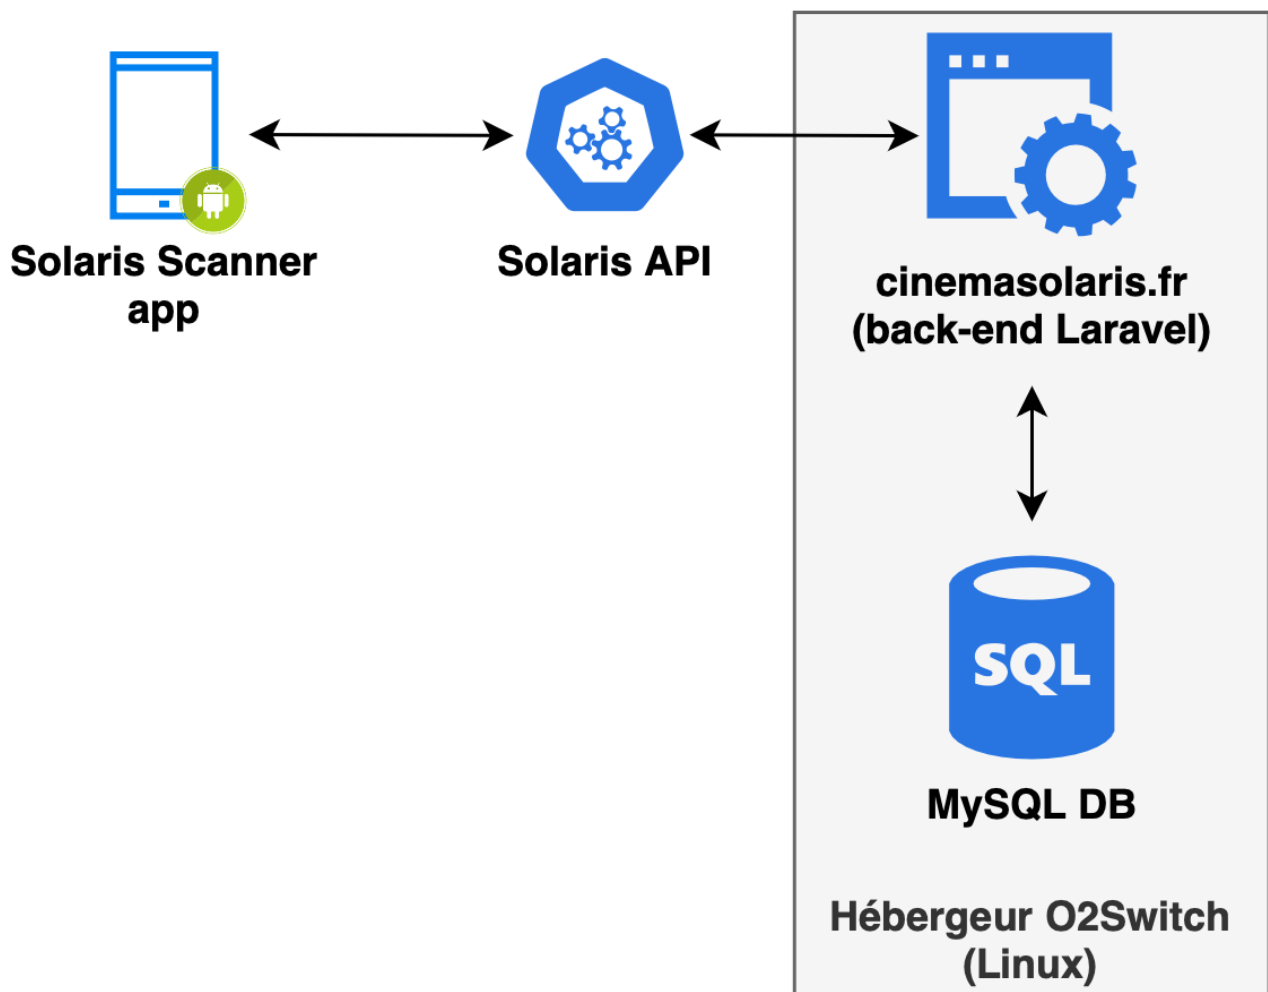 Solaris Scanner
app
Solaris API
cinemasolaris.fr
(back-end Laravel)
SQL
MySQL DB
Hébergeur O2Switch
(Linux)